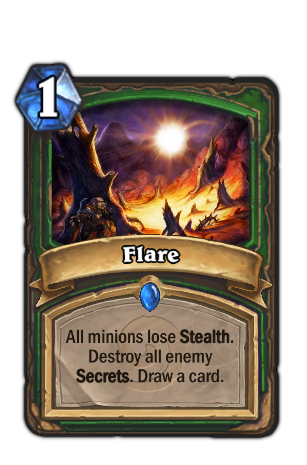 1
Flare
All minions lose Stealth.
Destroy all enemy
Secrets. Draw a card.